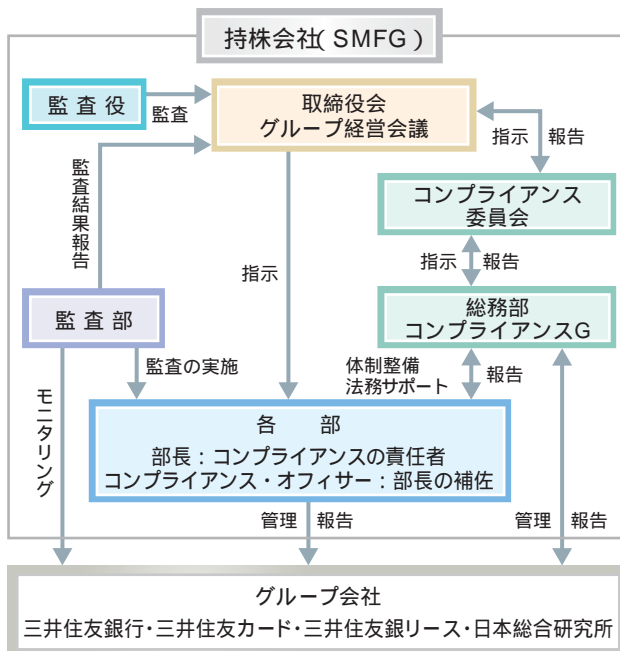 持株会社(SMFG)
監査役
監査
取締役会
グループ経営会議
指示 報告
監査結果報告
コンプライアンス
委員会
指示
指示 報告
監査部
総務部
コンプライアンスG
監査の実施
体制整備
法務サポート
報告
モニタリング
各 部
部長：コンプライアンスの責任者
コンプライアンス・オフィサー：部長の補佐
管理 報告
管理 報告
グループ会社
三井住友銀行・三井住友カード・三井住友銀リース・日本総合研究所